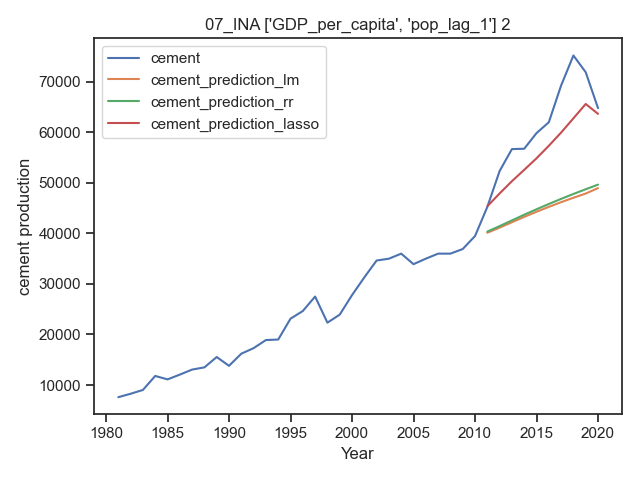 07_INA ['GDP_per_capita', 'pop_lag_1'] 2
cement
cement_prediction_lm
cement_prediction_rr
cement_prediction_lasso
70000
60000
50000
40000
30000
20000
10000
cement production
1980 1985 1990 1995 2000 2005 2010 2015 2020
Year